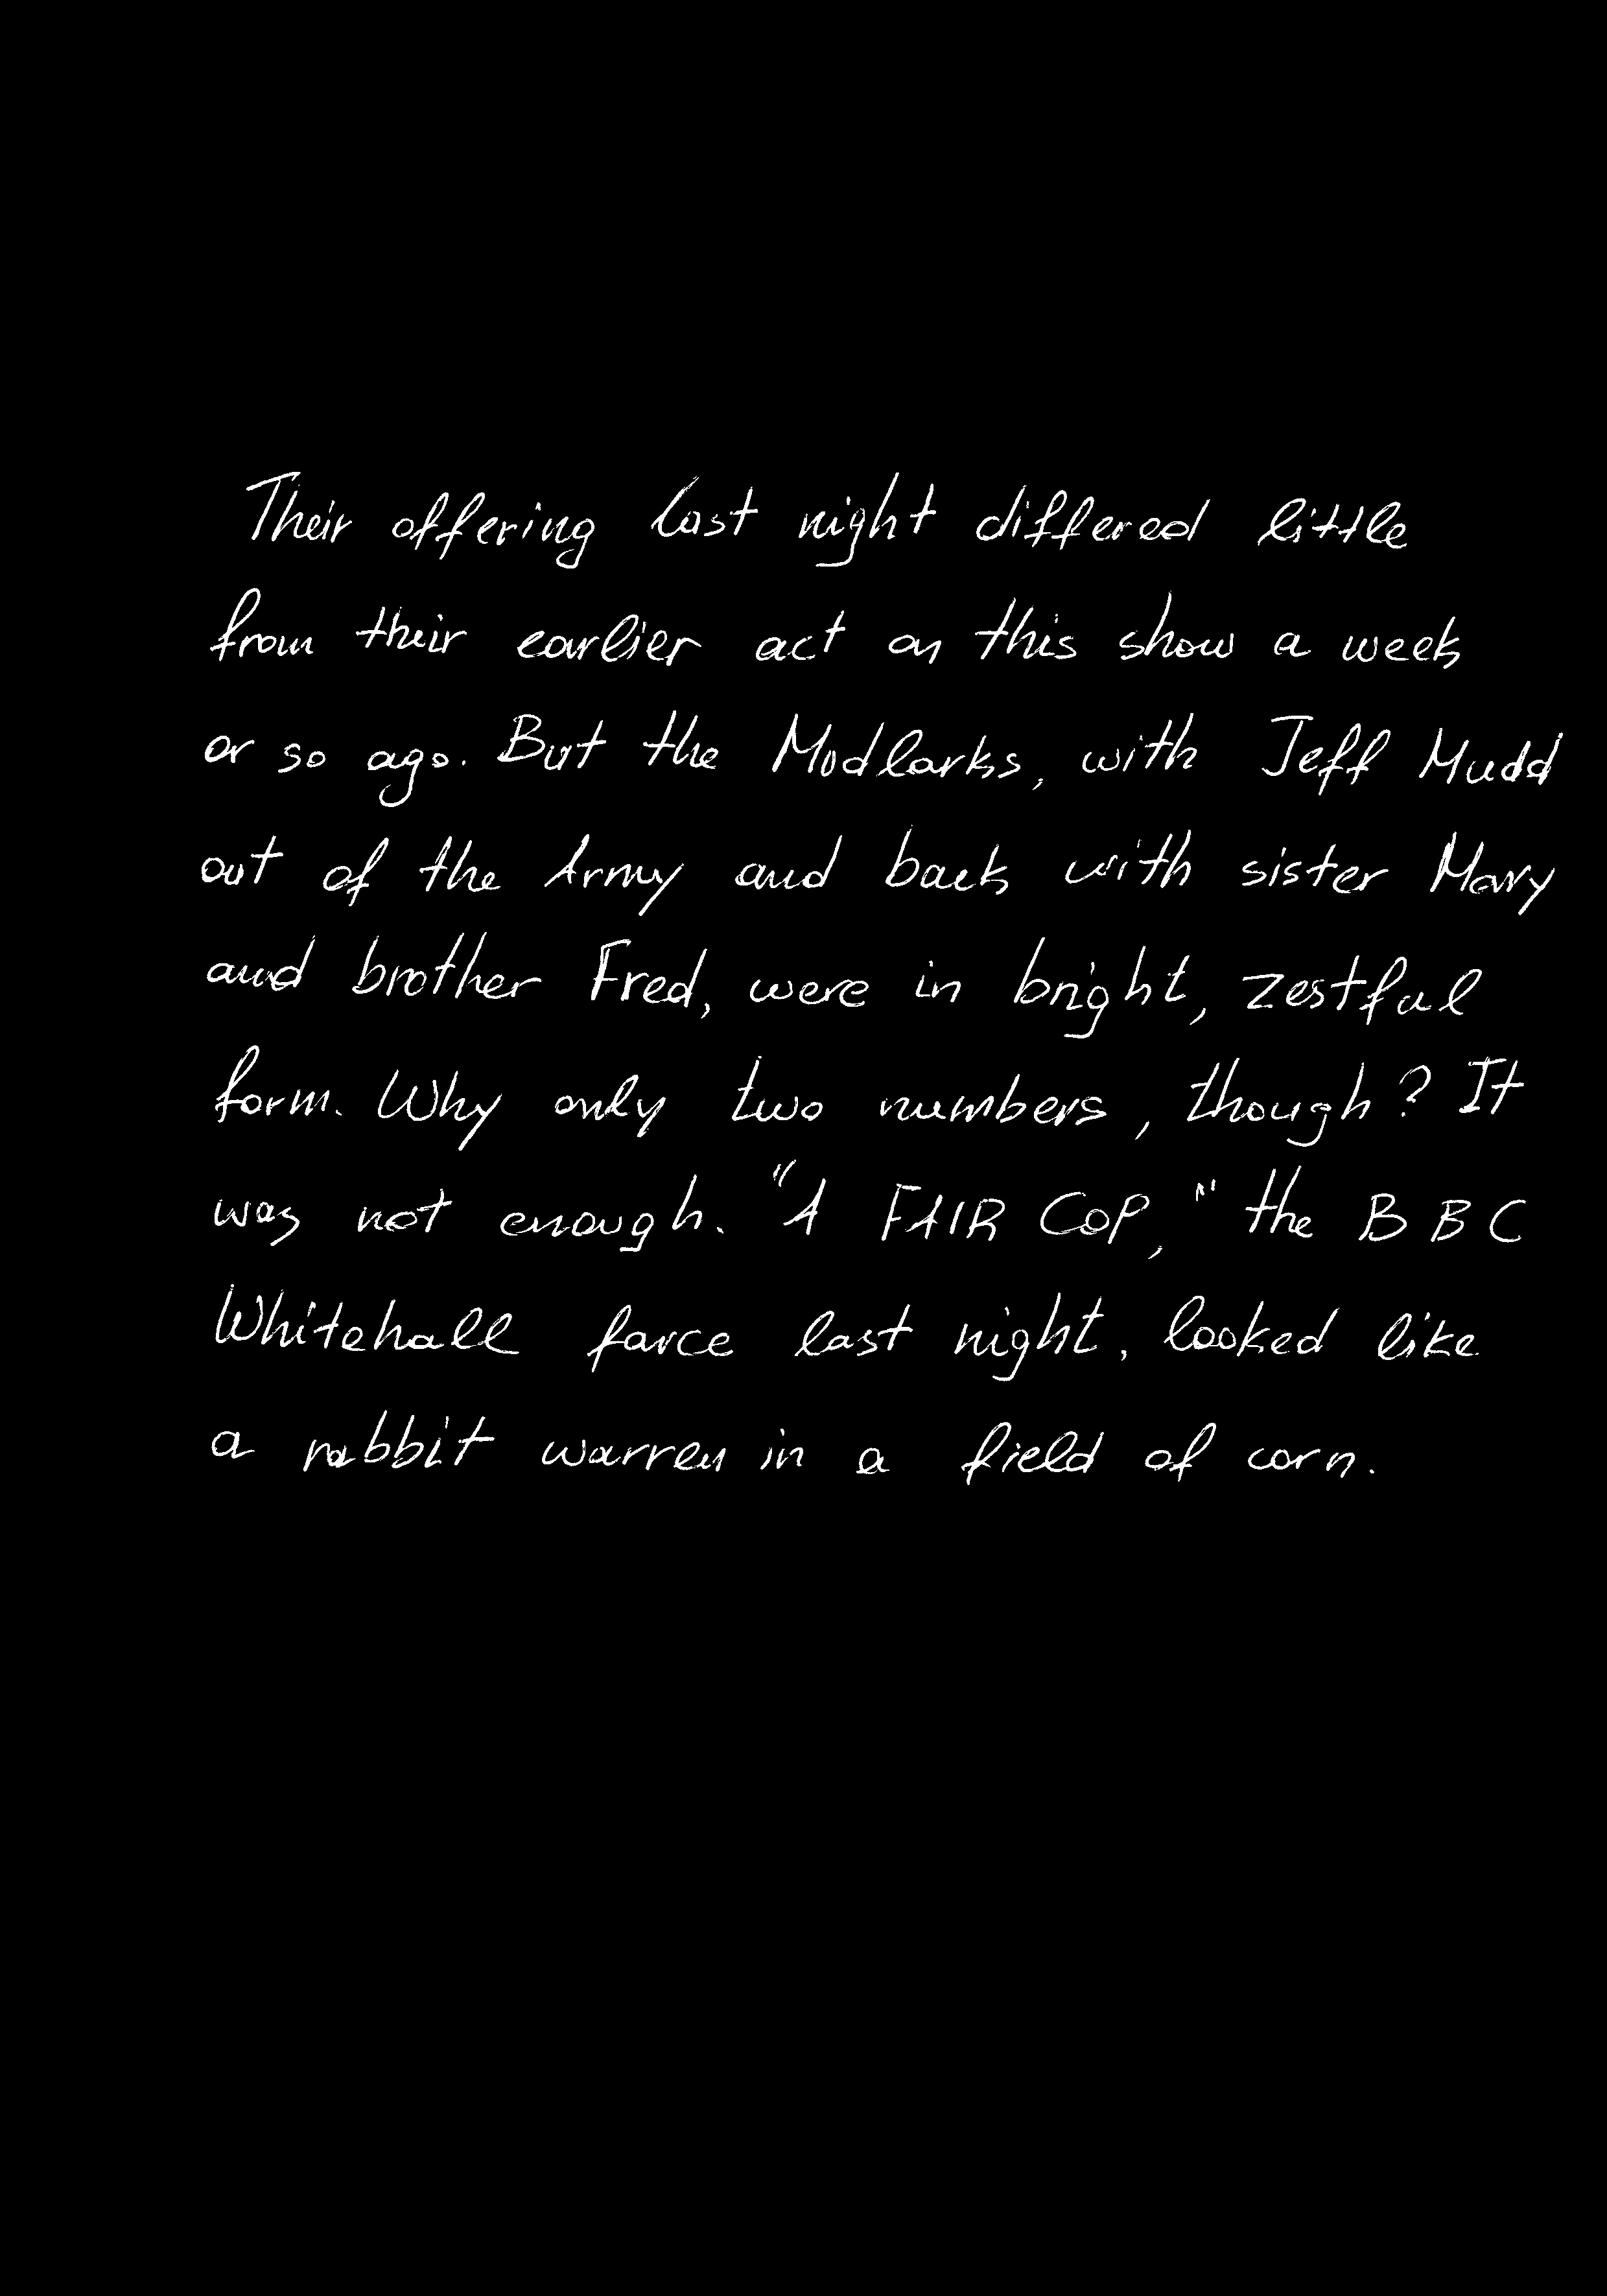 Their offering last night differed little
from their earlier act on this show a week
or so ago. But the Modlarks, with Jeff Mudd
out of the Army and back with sister Mary
and brother Fred, were in bright, zestful
form. Why only two numbers, though? It
was not enough. "A FAIR COP," the BBC
Whitehall farce last night, looked like
a rabbit warren in a field of corn.